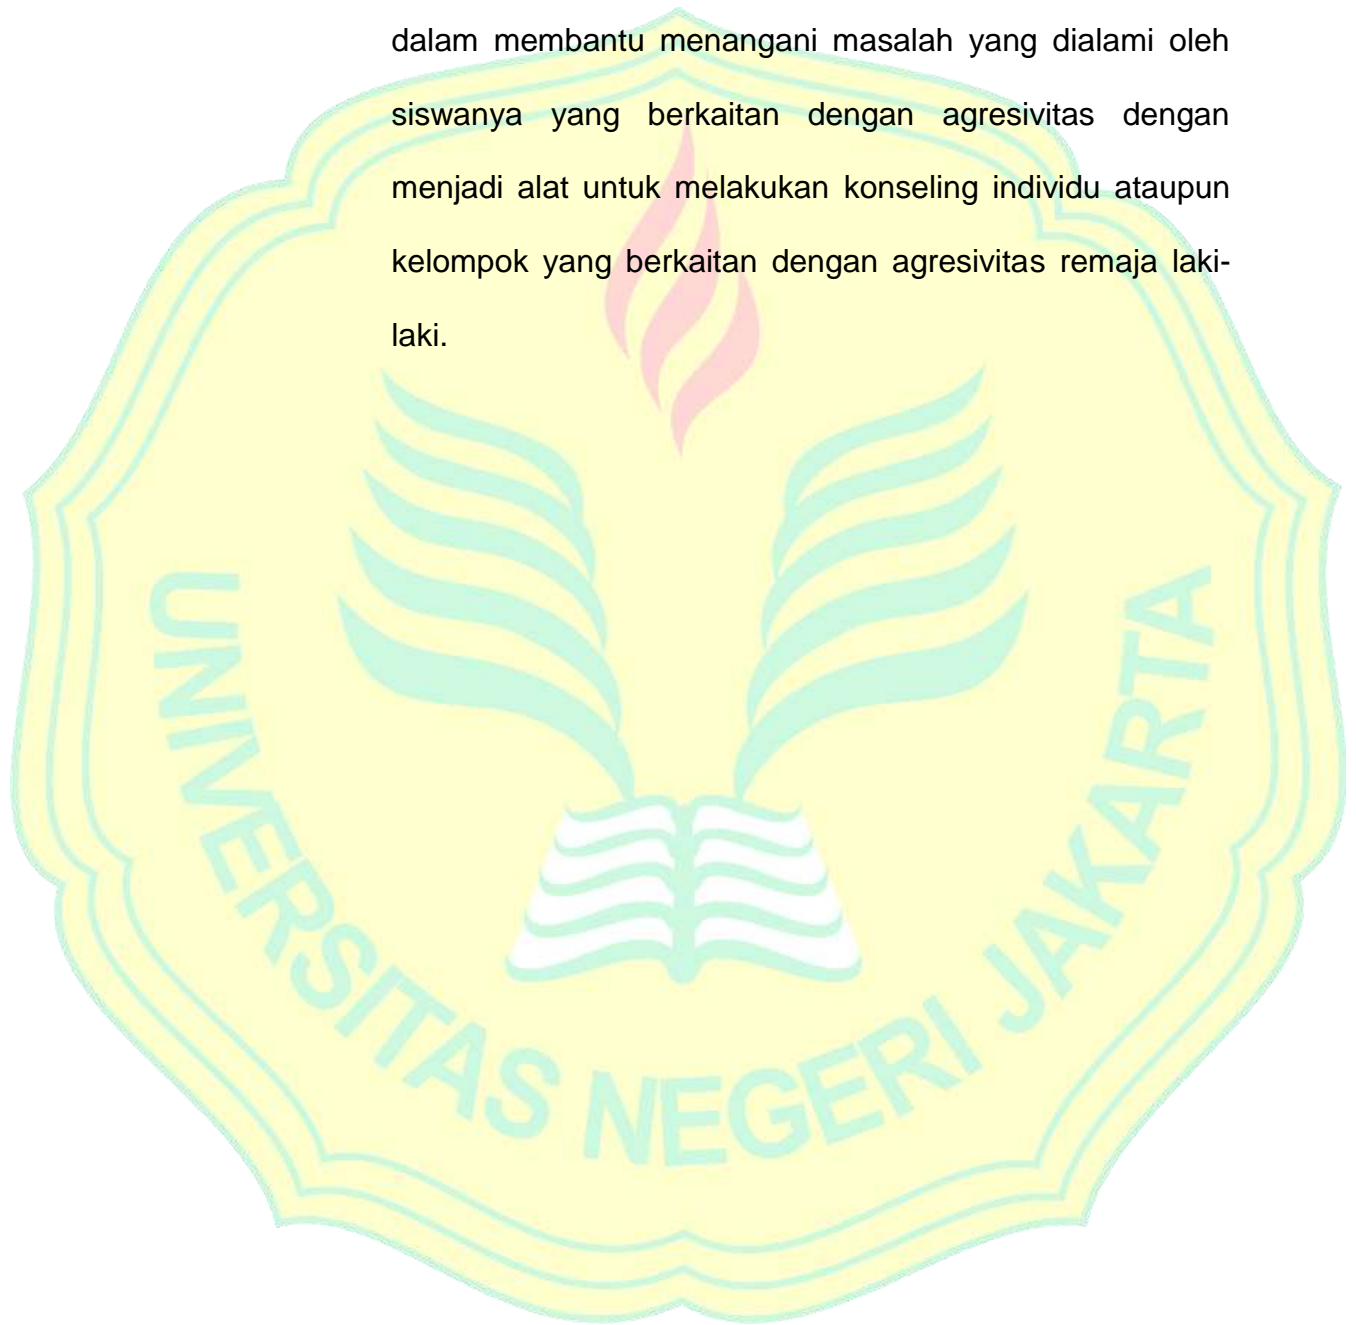 dalam membantu menangani masalah yang dialami oleh
siswanya yang berkaitan dengan agresivitas dengan
menjadi alat untuk melakukan konseling individu ataupun
kelompok yang berkaitan dengan agresivitas remaja laki-
laki.
UNIVERSITAS NEGERI JAKARTA